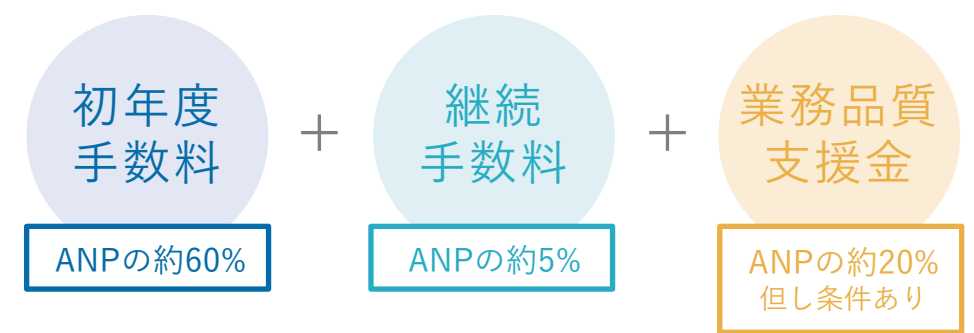 初年度
手数料
ANPの約60%
+
継続
手数料
ANPの約5%
+
業務品質
支援金
ANPの約20%
但し条件あり